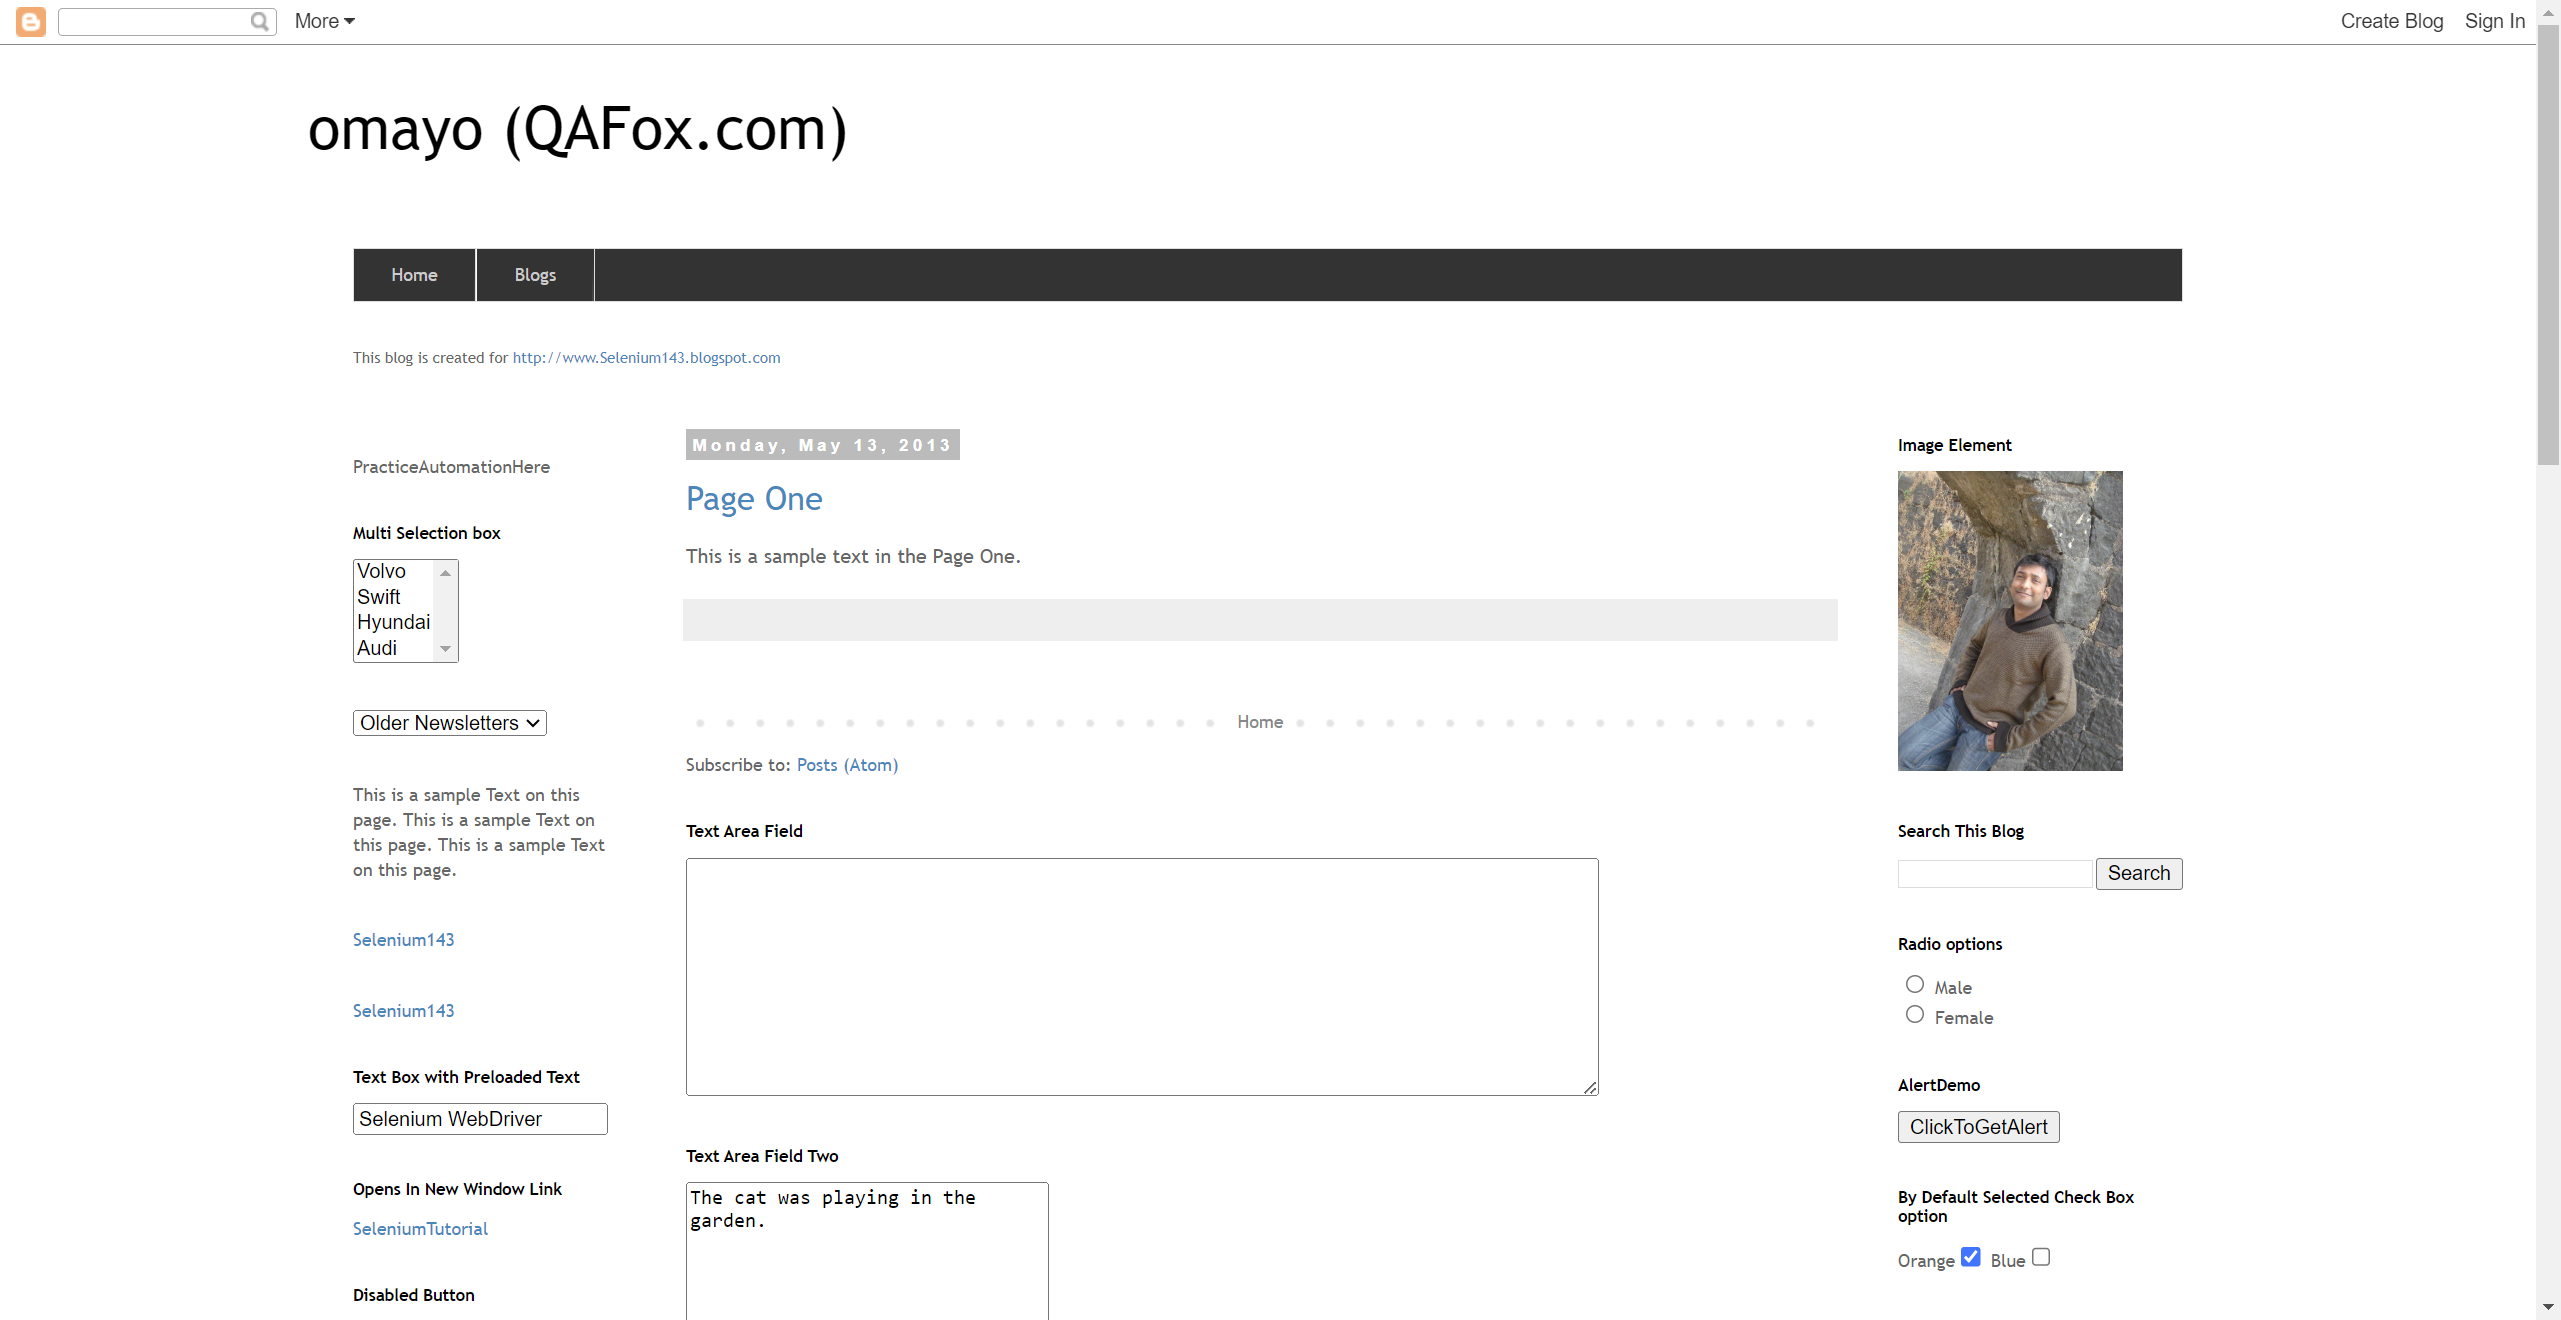 More
Create Blog Sign In
omayo (QAFox.com)
Home Blogs
This blog is created for http://www.Selenium143.blogspot.com
PracticeAutomationHere
Multi Selection box
Volvo
Swift
Hyundai
Audi
Older Newsletters
This is a sample Text on this
page. This is a sample Text on
this page. This is a sample Text
on this page.
Selenium143
Selenium143
Text Box with Preloaded Text
Selenium WebDriver
Opens In New Window Link
SeleniumTutorial
Disabled Button
Monday, May 13, 2013
Page One
This is a sample text in the Page One.
Home
Subscribe to: Posts (Atom)
Text Area Field
Text Area Field Two
The cat was playing in the
garden.
Image Element
Search This Blog
Search
Radio options
Male
Female
AlertDemo
ClickToGetAlert
By Default Selected Check Box
option
Orange Blue